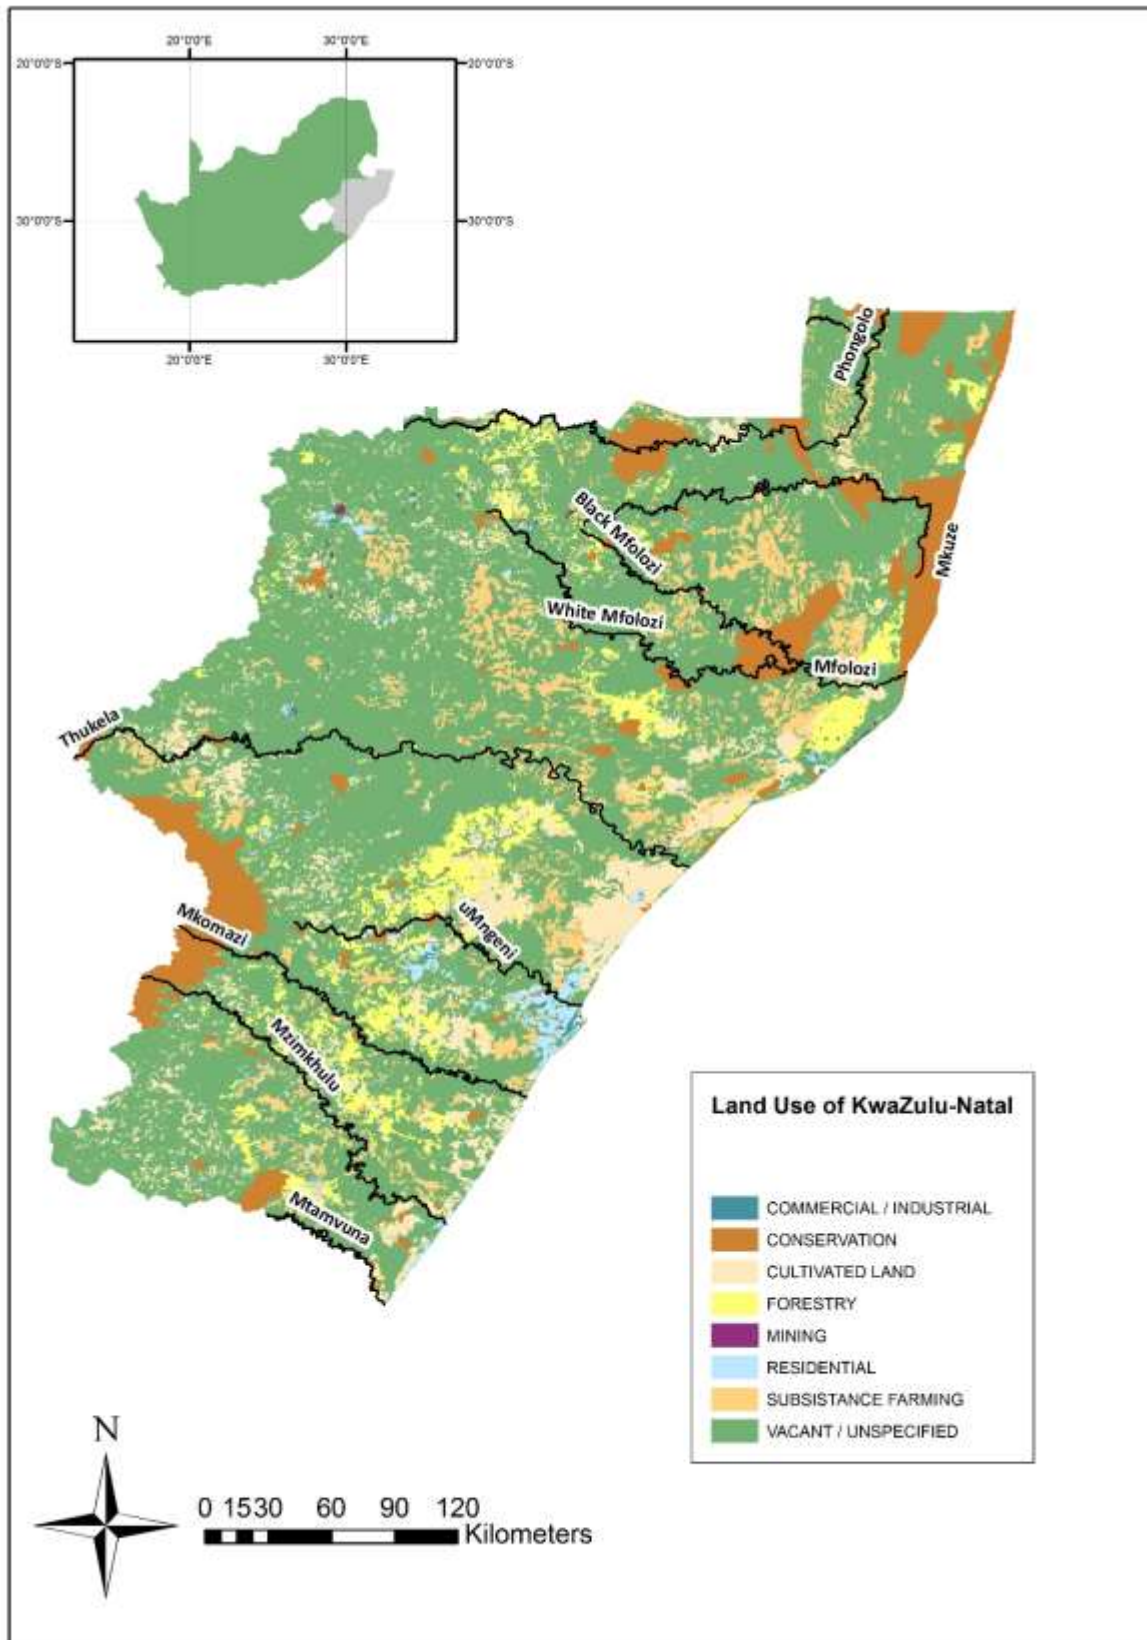 20°0'0"E 30°0'0"E
20°0'0"S 20°0'0"S
30°0'0"S 30°0'0"S
20°0'0"E 30°0'0"E
Phongolo
Black Mfolozi
Mkuze
White Mfolozi
Mfolozi
Thukela
uMngeni
Mkomazi
Mzimkhulu
Mtamvuna
Land Use of KwaZulu-Natal
COMMERCIAL / INDUSTRIAL
CONSERVATION
CULTIVATED LAND
FORESTRY
MINING
RESIDENTIAL
SUBSISTANCE FARMING
VACANT / UNSPECIFIED
N
0 15 30 60 90 120
Kilometers